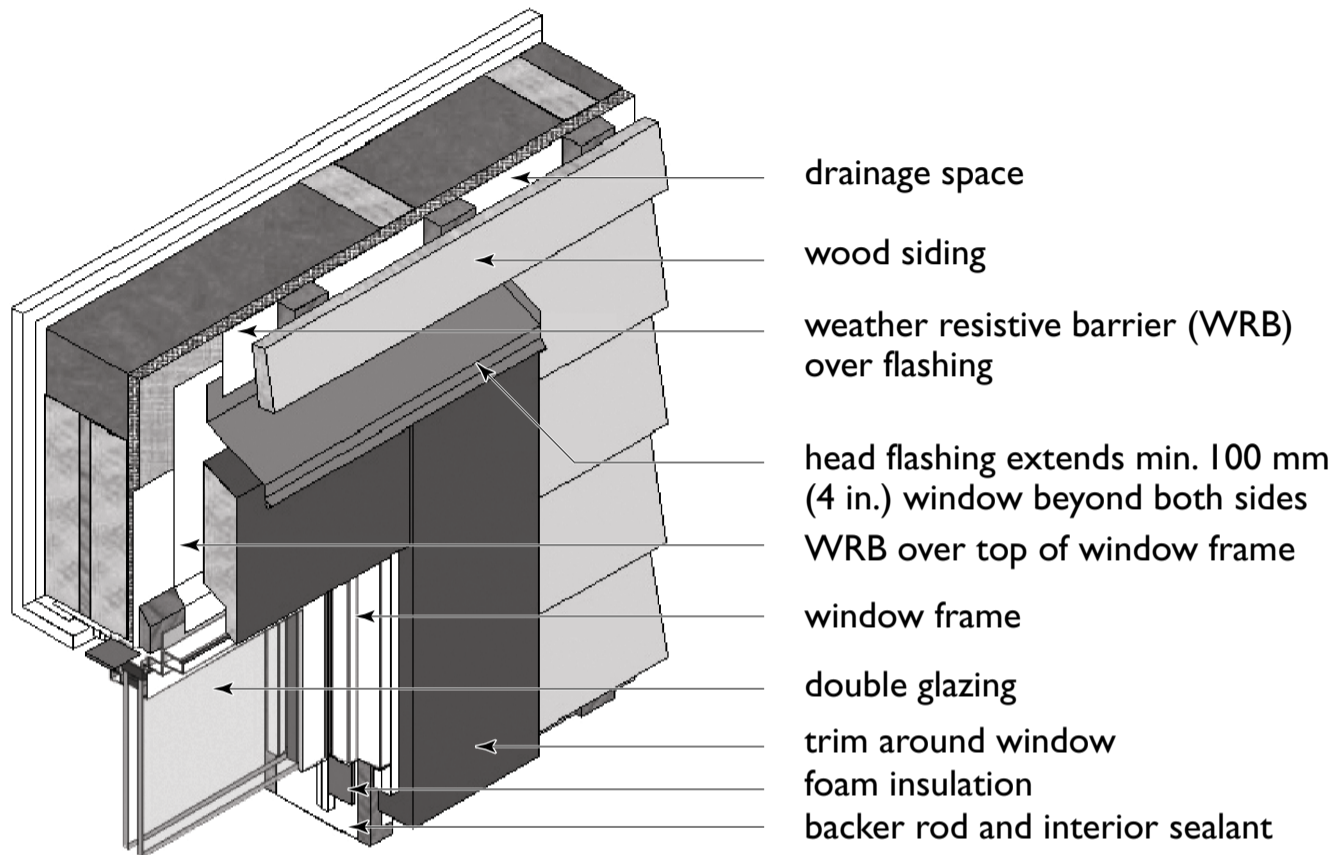 drainage space
wood siding
weather resistive barrier (WRB)
over flashing
head flashing extends min. 100 mm
(4 in.) window beyond both sides
WRB over top of window frame
window frame
double glazing
trim around window
foam insulation
backer rod and interior sealant